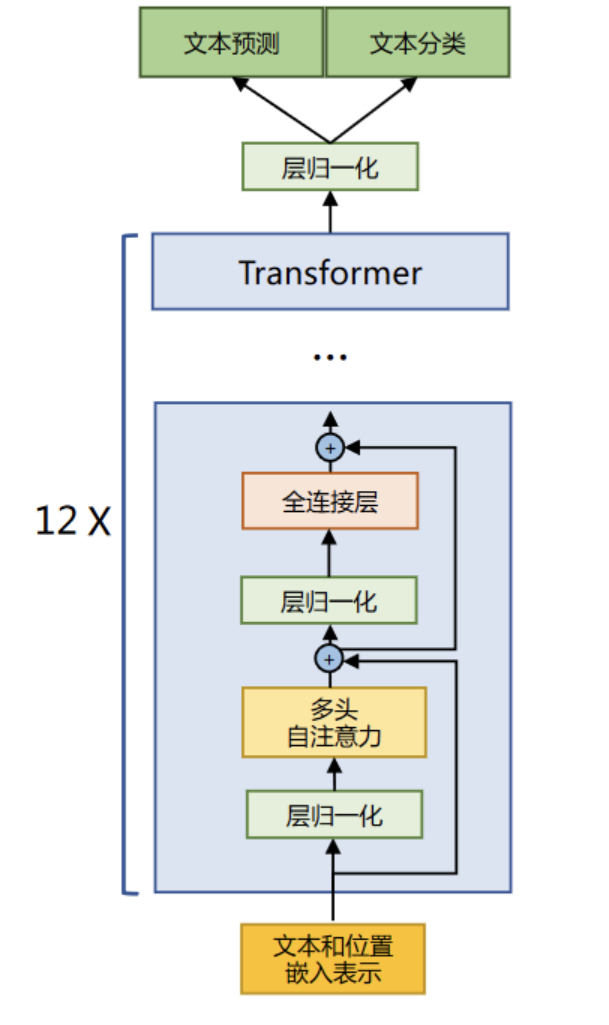 文本预测
文本分类
层归一化
Transformer
...
12 X
+
全连接层
层归一化
+
多头
自注意力
层归一化
文本和位置
嵌入表示